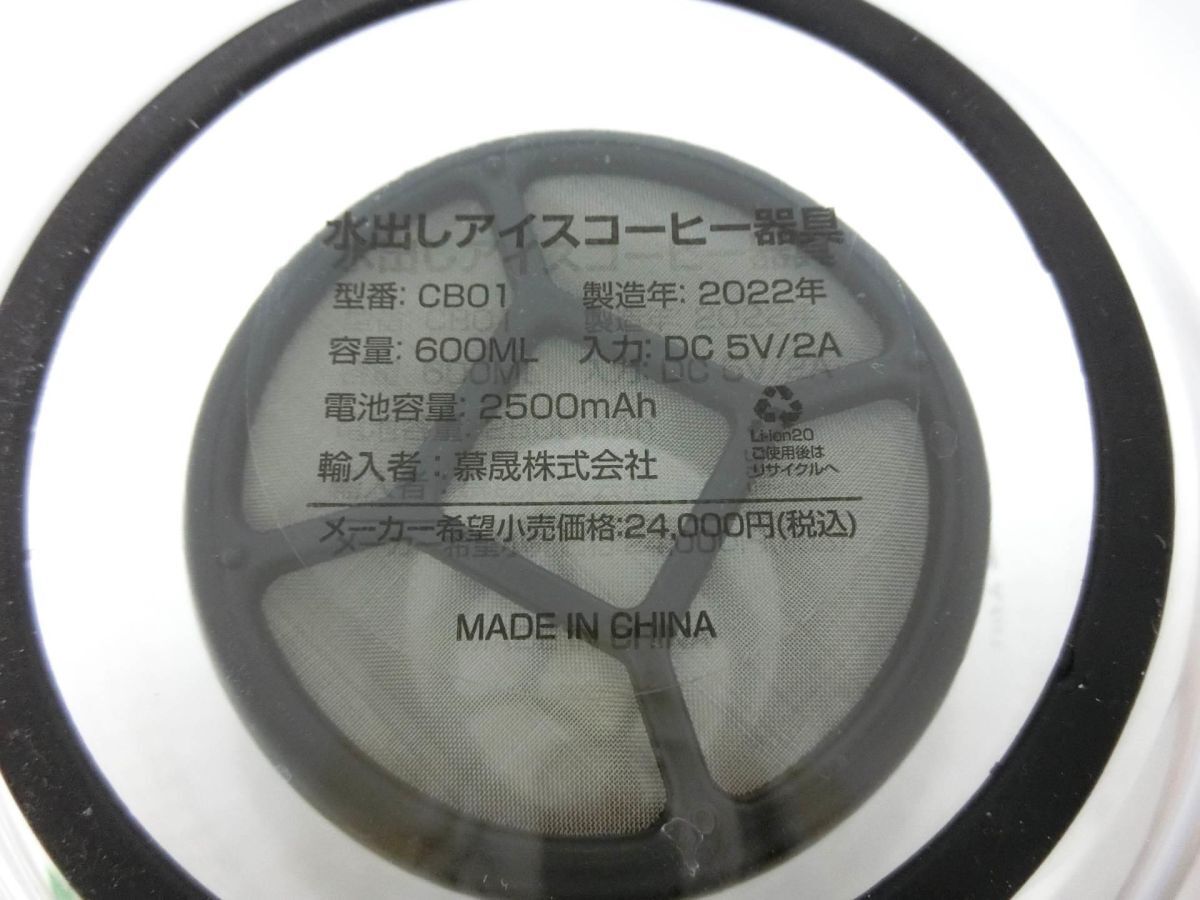 水出しアイスコーヒー器具
型番: CB01 製造年: 2022年
容量: 600ML 入力: DC 5V/2A
電池容量: 2500mAh
Li-ion20
ご使用後は
リサイクルへ
輸入者:慕晟株式会社
メーカー希望小売価格:24,000円(税込)
MADE IN CHINA